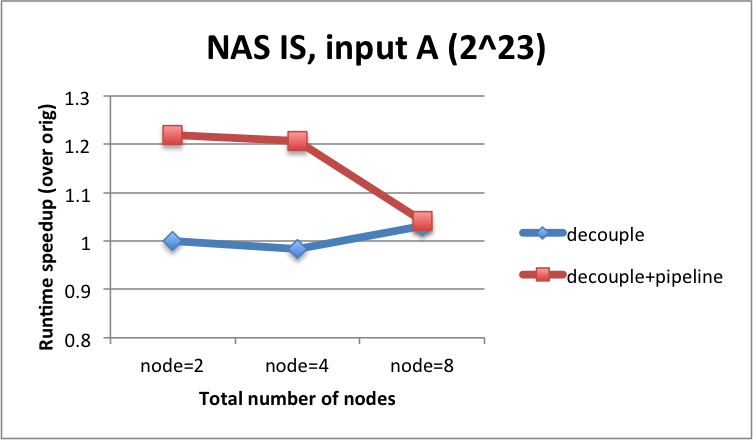 NAS IS, input A (2^23)
Runtime speedup (over orig)
1.3
1.2
1.1
1
0.9
0.8
node=2
node=4
node=8
Total number of nodes
decouple
decouple+pipeline